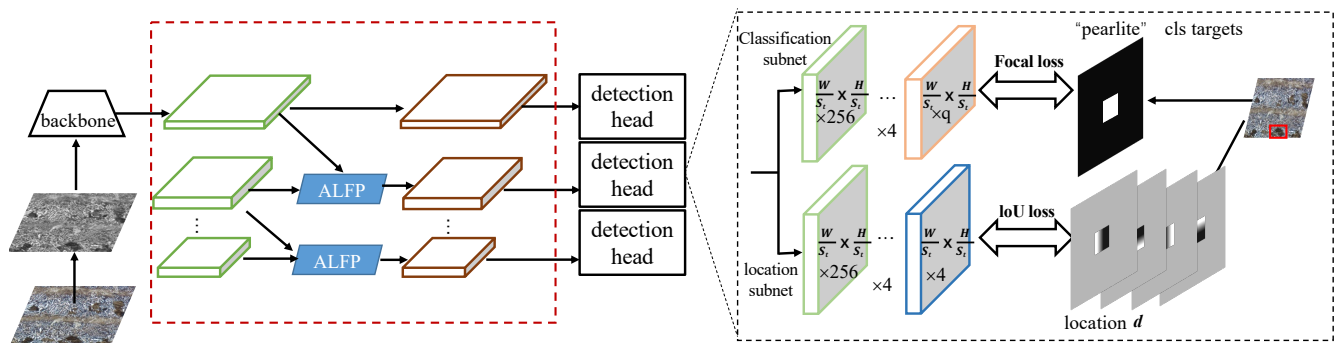 backbone
ALFP
⋮
⋮
ALFP
detection
head
detection
head
detection
head
Classification
subnet
W/Sₜ x H/Sₜ
×256
...
×4
W/Sₜ x H/Sₜ
×q
Focal loss
“pearlite”
cls targets
location
subnet
W/Sₜ x H/Sₜ
×256
...
×4
W/Sₜ x H/Sₜ
×4
IoU loss
location d